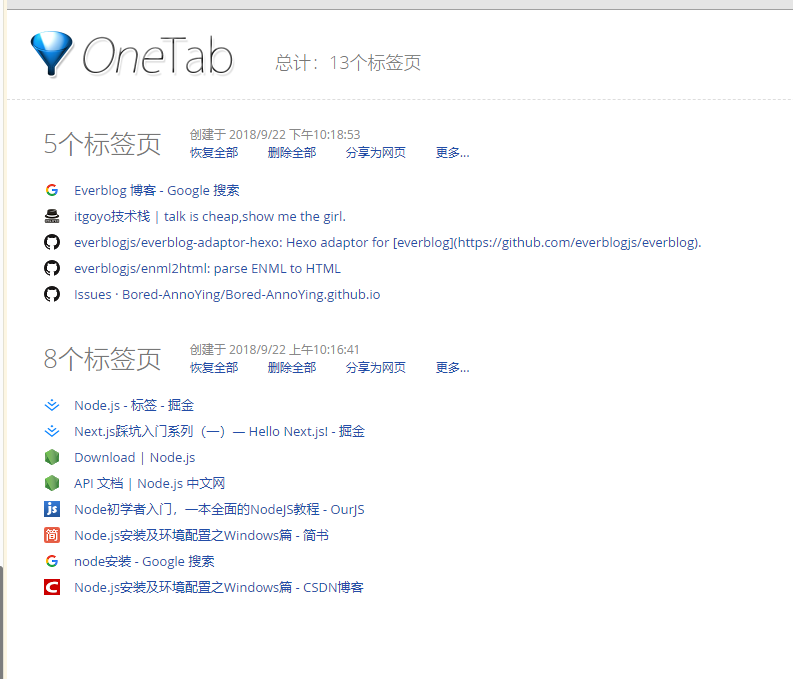 OneTab 总计：13个标签页
5个标签页
创建于 2018/9/22 下午10:18:53
恢复全部 删除全部 分享为网页 更多...
Everblog 博客 - Google 搜索
itgoyo技术栈 | talk is cheap,show me the girl.
everblogjs/everblog-adaptor-hexo: Hexo adaptor for [everblog](https://github.com/everblogjs/everblog).
everblogjs/enml2html: parse ENML to HTML
Issues · Bored-AnnoYing/Bored-AnnoYing.github.io
8个标签页
创建于 2018/9/22 上午10:16:41
恢复全部 删除全部 分享为网页 更多...
Node.js - 标签 - 掘金
Next.js踩坑入门系列（一）— Hello Next.js! - 掘金
Download | Node.js
API 文档 | Node.js 中文网
js Node初学者入门，一本全面的NodeJS教程 - OurJS
简 Node.js安装及环境配置之Windows篇 - 简书
node安装 - Google 搜索
C Node.js安装及环境配置之Windows篇 - CSDN博客